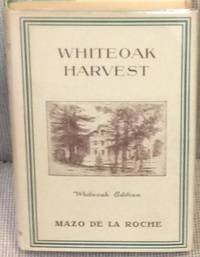 WHITEOAK
HARVEST
Whiteoak Edition
MAZO DE LA ROCHE